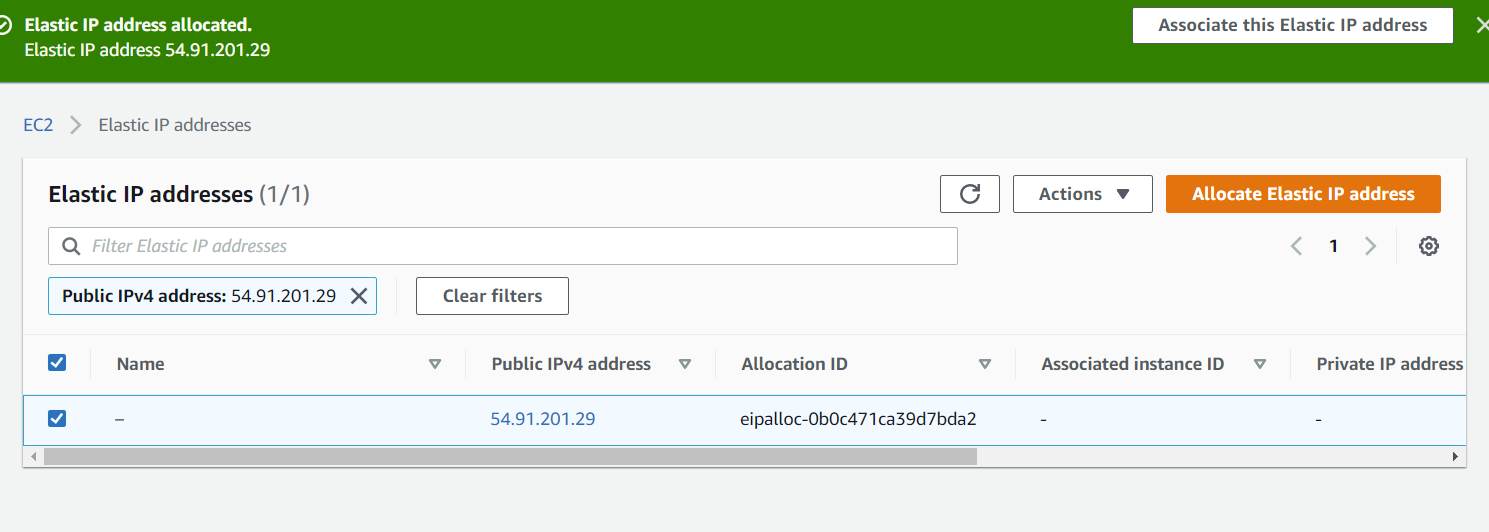 Elastic IP address allocated.
Elastic IP address 54.91.201.29
Associate this Elastic IP address
EC2 Elastic IP addresses
Elastic IP addresses (1/1)
Actions
Allocate Elastic IP address
Filter Elastic IP addresses
1
Public IPv4 address: 54.91.201.29
Clear filters
Name Public IPv4 address Allocation ID Associated instance ID Private IP address
– 54.91.201.29 eipalloc-0b0c471ca39d7bda2 - -